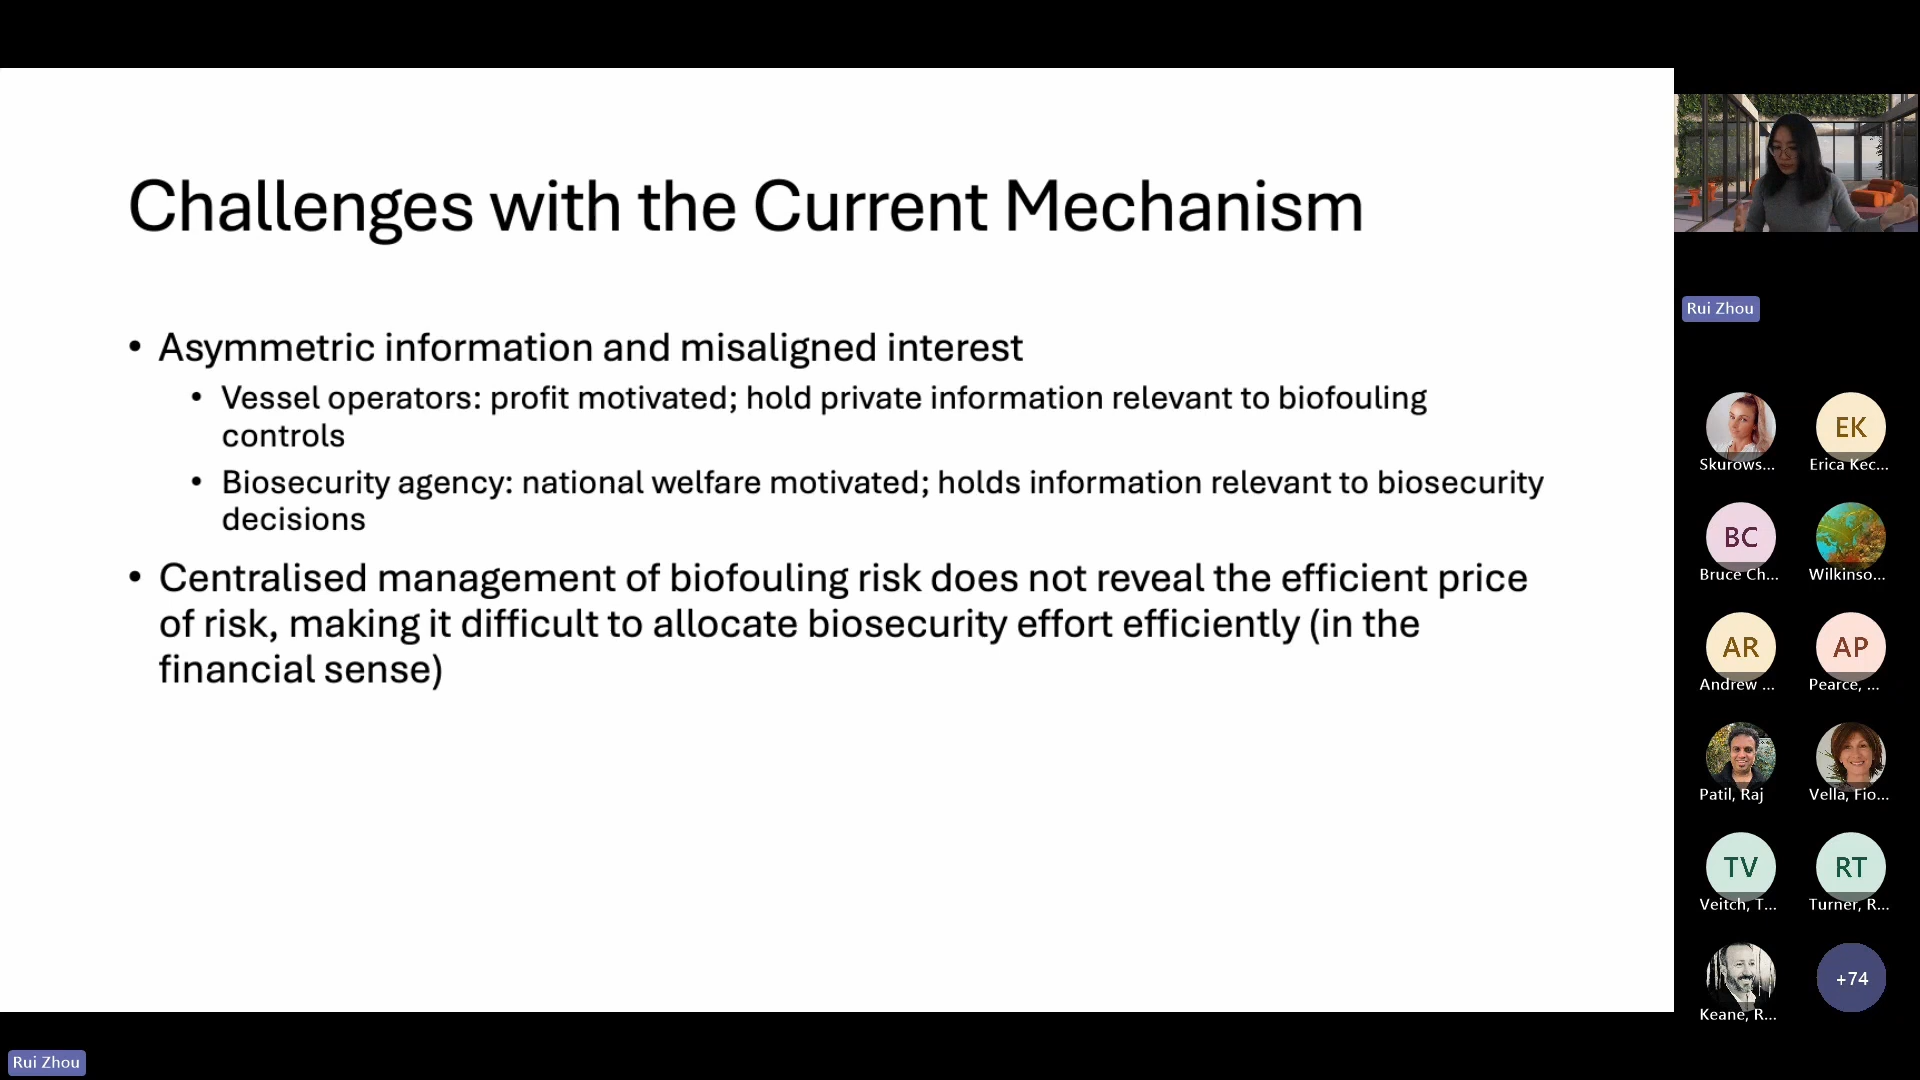 Challenges with the Current Mechanism
• Asymmetric information and misaligned interest
• Vessel operators: profit motivated; hold private information relevant to biofouling
controls
• Biosecurity agency: national welfare motivated; holds information relevant to biosecurity
decisions
• Centralised management of biofouling risk does not reveal the efficient price
of risk, making it difficult to allocate biosecurity effort efficiently (in the
financial sense)
Rui Zhou
Skurows...
EK
Erica Kec...
BC
Bruce Ch...
Wilkinso...
AR
Andrew ...
AP
Pearce, ...
Patil, Raj
Vella, Fio...
TV
Veitch, T...
RT
Turner, R...
Keane, R...
+74
Rui Zhou